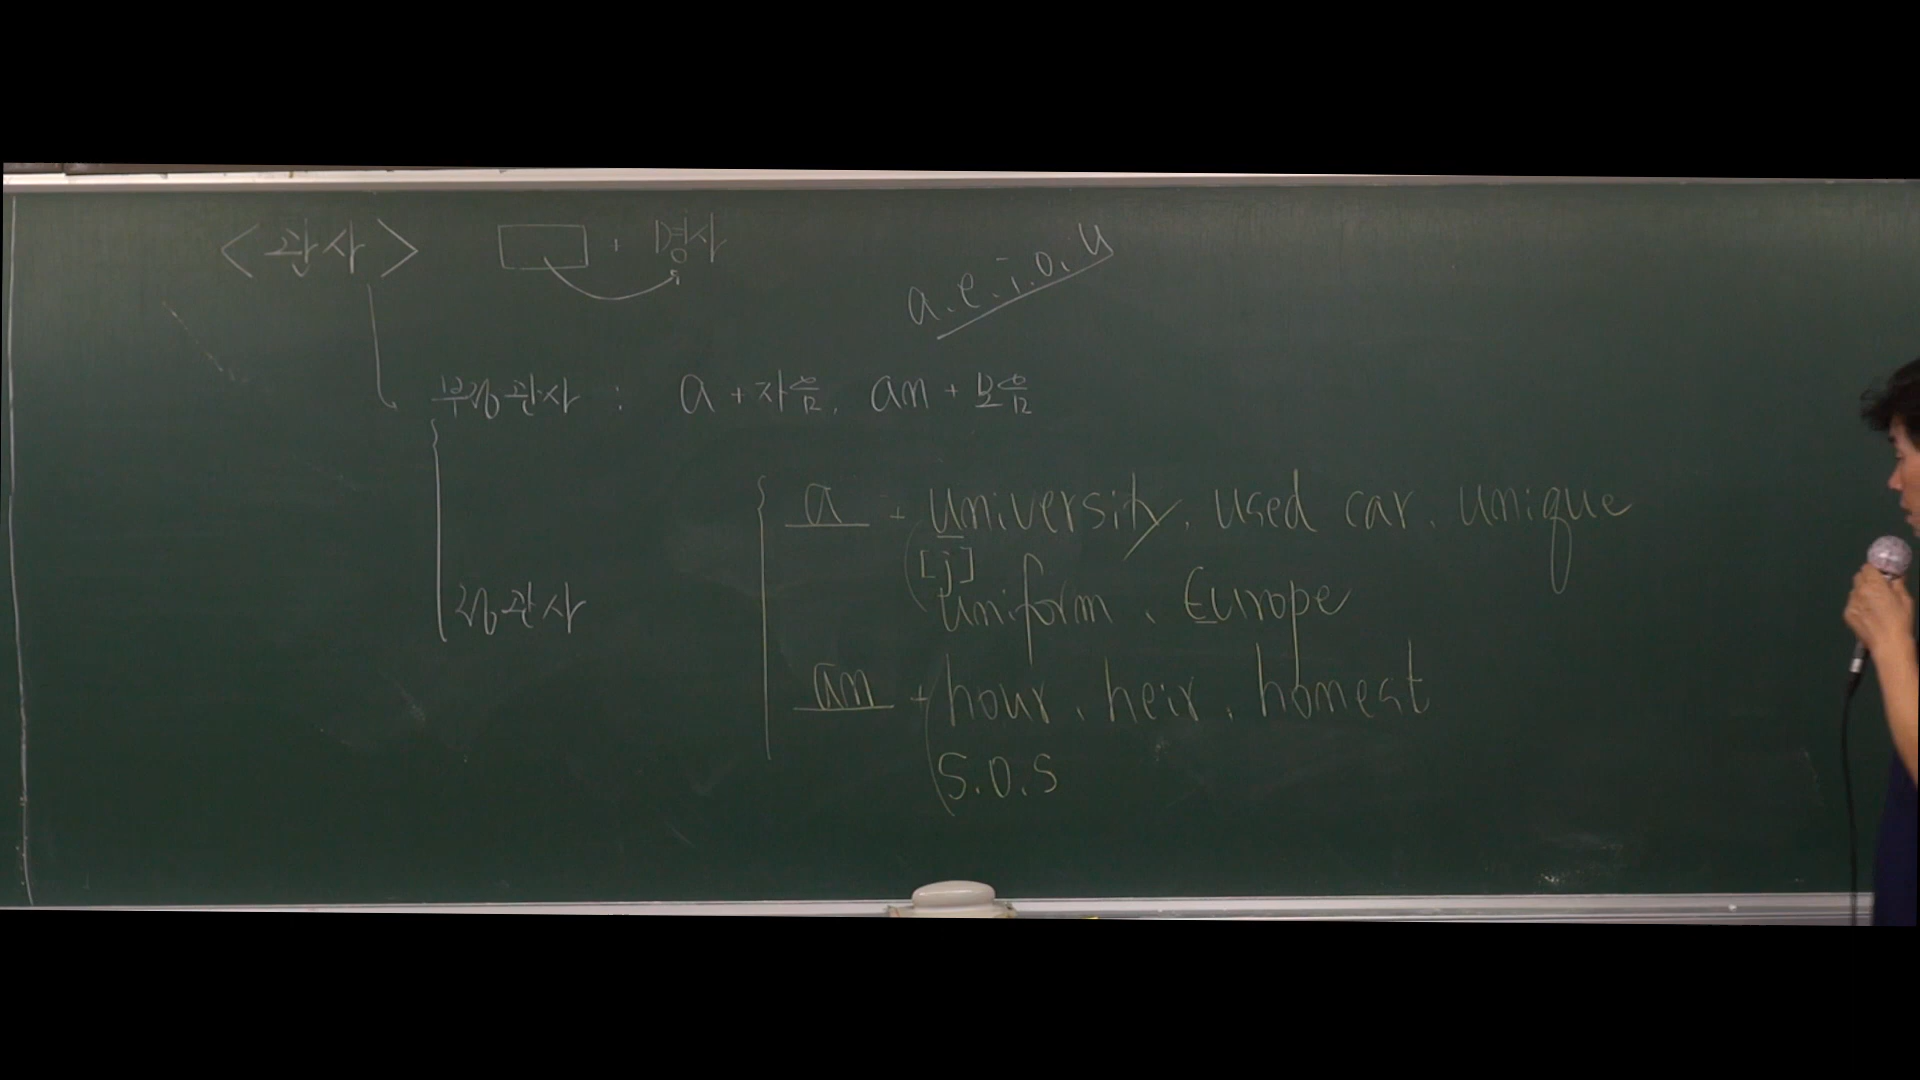 <관사> □ + 명사
a.e.i.o.u
부정관사 : a + 자음, an + 모음
a + university, used car, unique
[j]
uniform, Europe
정관사
an + hour, heir, honest
S.O.S